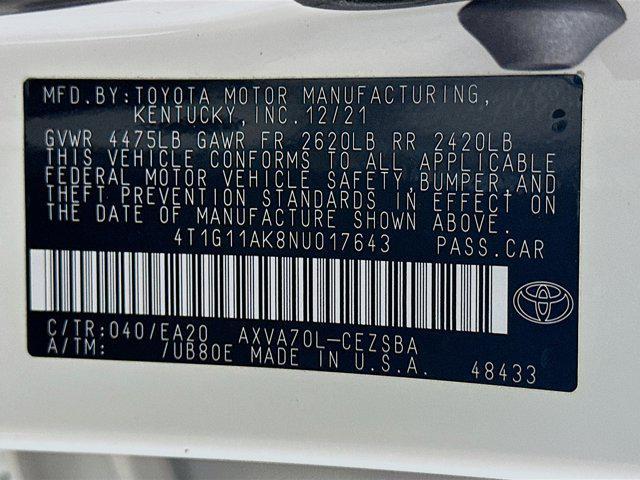 MFD.BY:TOYOTA MOTOR MANUFACTURING,
KENTUCKY,INC.12/21
GVWR 4475LB GAWR FR 2620LB RR 2420LB
THIS VEHICLE CONFORMS TO ALL APPLICABLE
FEDERAL MOTOR VEHICLE SAFETY,BUMPER AND
THEFT PREVENTION STANDARDS IN EFFECT ON
THE DATE OF MANUFACTURE SHOWN ABOVE.
4T1G11AK8NU017643 PASS.CAR
C/TR:040/EA20 AXVA70L-CEZSBA
A/TM: /UB80E MADE IN U.S.A.
48433